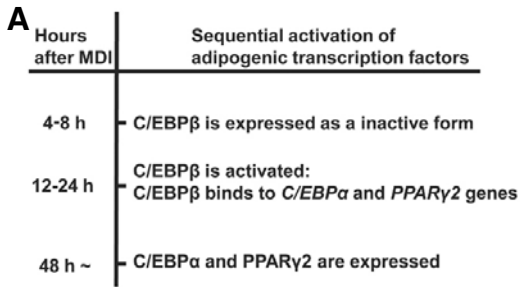 A
Hours
after MDI
Sequential activation of
adipogenic transcription factors
4-8 h
C/EBPβ is expressed as a inactive form
12-24 h
C/EBPβ is activated:
C/EBPβ binds to C/EBPα and PPARγ2 genes
48 h ~
C/EBPα and PPARγ2 are expressed